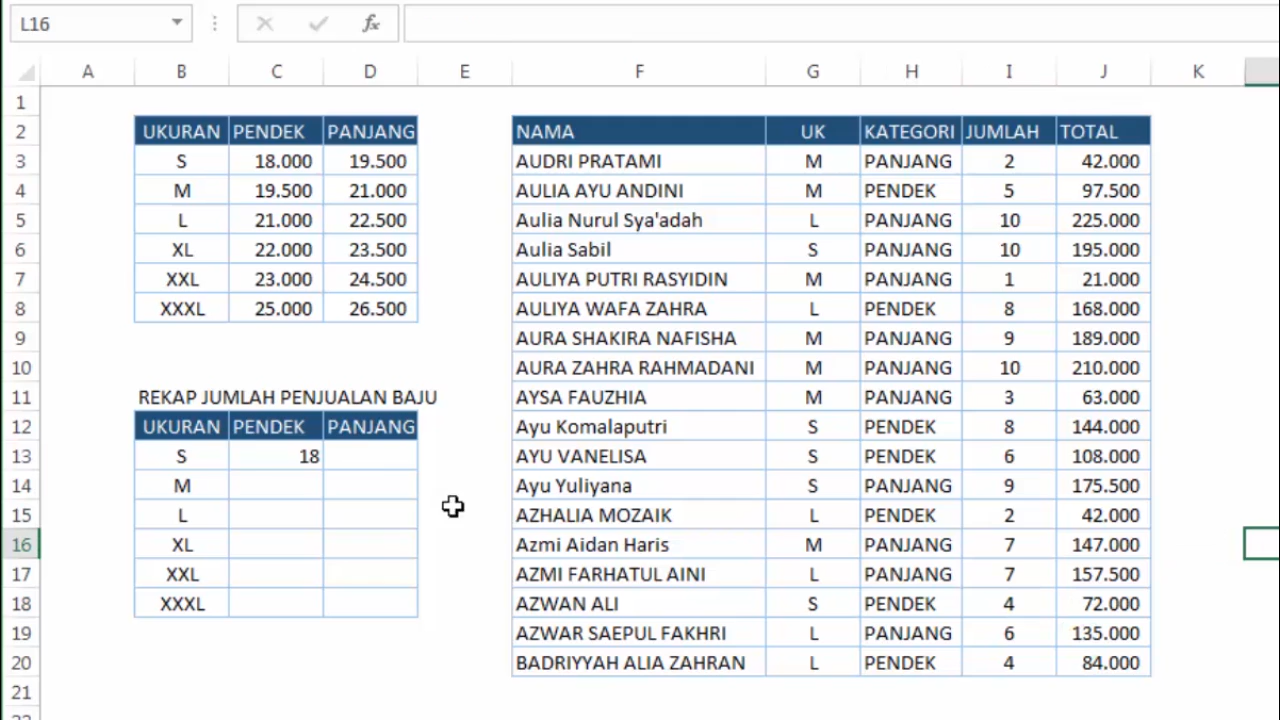 L16 fx
A B C D E F G H I J K
1
2 UKURAN PENDEK PANJANG NAMA UK KATEGORI JUMLAH TOTAL
3 S 18.000 19.500 AUDRI PRATAMI M PANJANG 2 42.000
4 M 19.500 21.000 AULIA AYU ANDINI M PENDEK 5 97.500
5 L 21.000 22.500 Aulia Nurul Sya'adah L PANJANG 10 225.000
6 XL 22.000 23.500 Aulia Sabil S PANJANG 10 195.000
7 XXL 23.000 24.500 AULIYA PUTRI RASYIDIN M PANJANG 1 21.000
8 XXXL 25.000 26.500 AULIYA WAFA ZAHRA L PENDEK 8 168.000
9 AURA SHAKIRA NAFISHA M PANJANG 9 189.000
10 AURA ZAHRA RAHMADANI M PANJANG 10 210.000
11 REKAP JUMLAH PENJUALAN BAJU AYSA FAUZHIA M PANJANG 3 63.000
12 UKURAN PENDEK PANJANG Ayu Komalaputri S PENDEK 8 144.000
13 S 18 AYU VANELISA S PENDEK 6 108.000
14 M Ayu Yuliyana S PANJANG 9 175.500
15 L AZHALIA MOZAIK L PENDEK 2 42.000
16 XL Azmi Aidan Haris M PANJANG 7 147.000
17 XXL AZMI FARHATUL AINI L PANJANG 7 157.500
18 XXXL AZWAN ALI S PENDEK 4 72.000
19 AZWAR SAEPUL FAKHRI L PANJANG 6 135.000
20 BADRIYYAH ALIA ZAHRAN L PENDEK 4 84.000
21